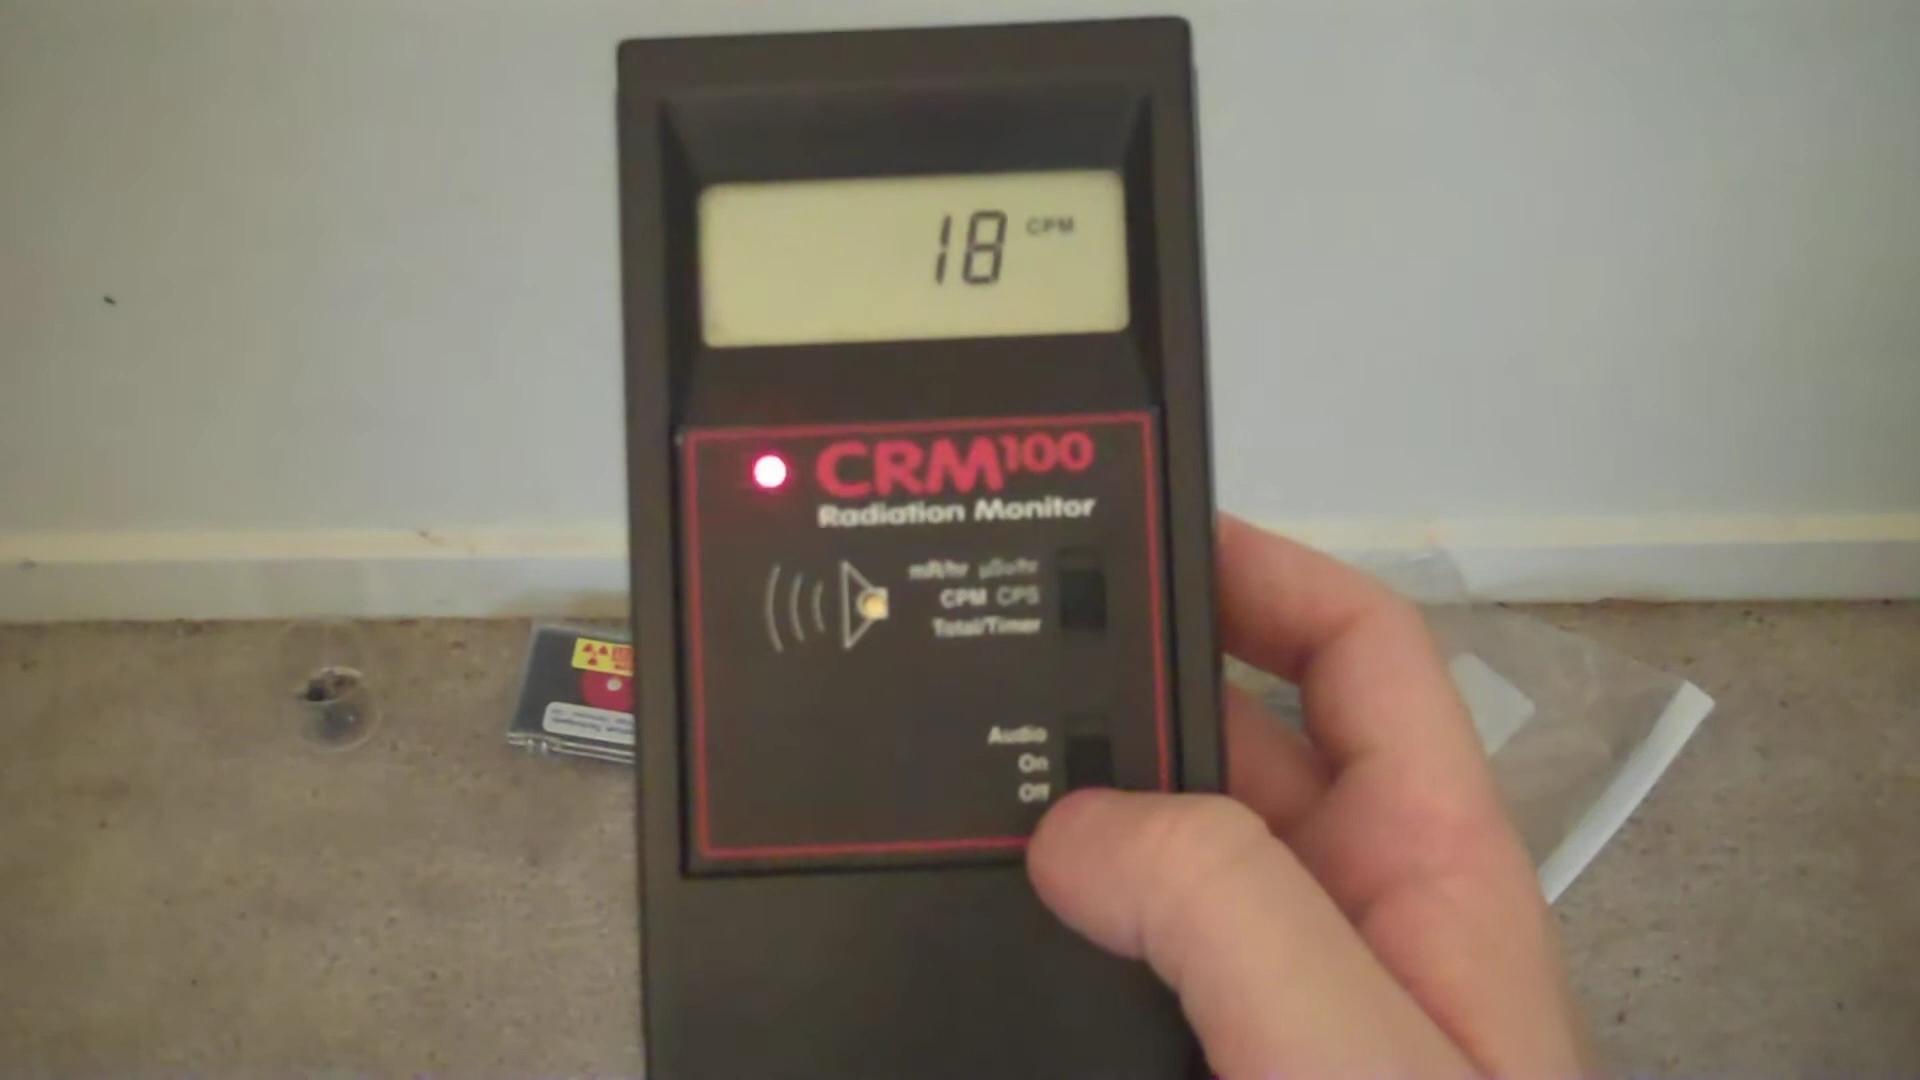 18 CPM
CRM100
Radiation Monitor
mR/hr µSv/hr
CPM CPS
Total/Timer
Audio
On
Off